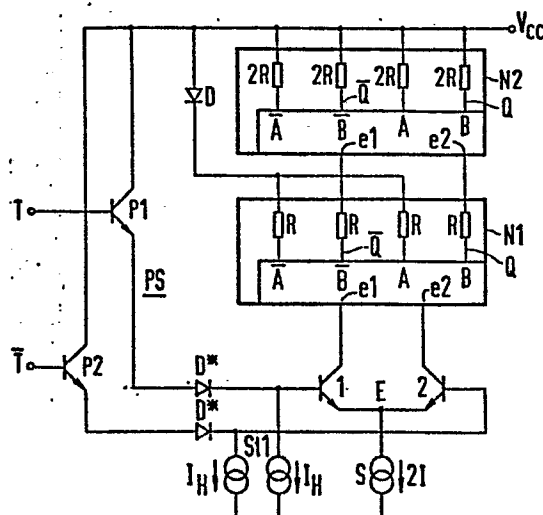 V_CC
2R 2R 2R 2R
N2
Q̄ Q
D
Ā B̄ A B
e1 e2
T
P1
R R R R
N1
Q̄ Q
PS
Ā B̄ A B
e1 e2
T̄
P2
D*
1 E 2
D*
St1
I_H I_H S 2I